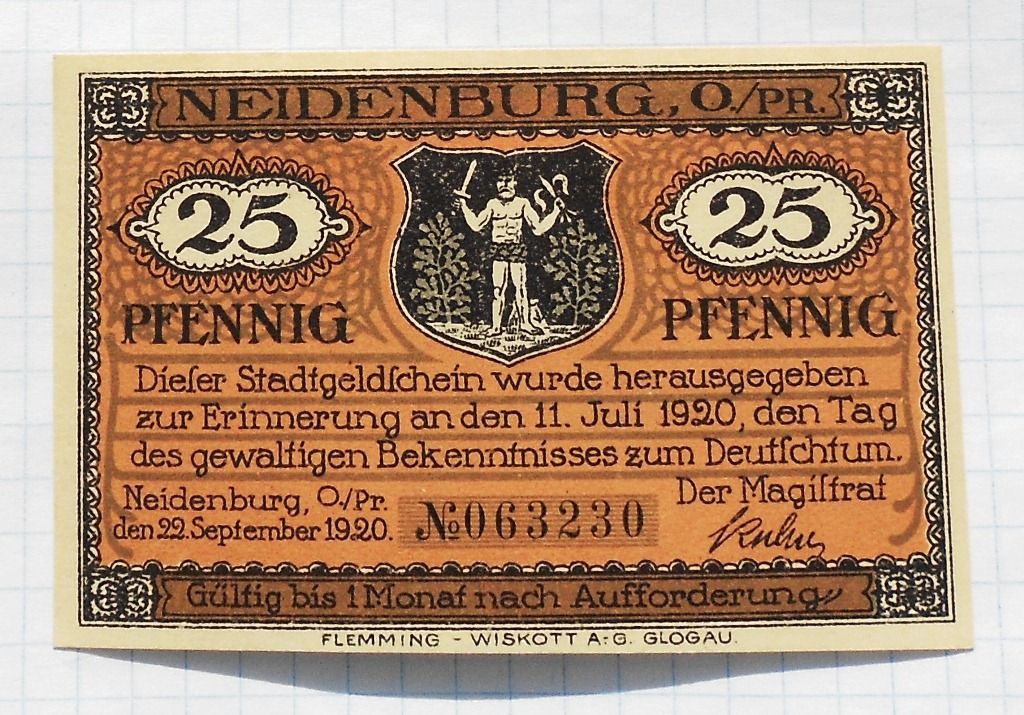 NEIDENBURG, O./PR.
25 25
PFENNIG PFENNIG
Dieſer Stadtgeldſchein wurde herausgegeben
zur Erinnerung an den 11. Juli 1920, den Tag
des gewaltigen Bekenntnisses zum Deutſchtum.
Neidenburg, O./Pr.
den 22. September 1920.
№ 063230
Der Magiſtrat
Gültig bis 1 Monat nach Aufforderung
FLEMMING - WISKOTT A.-G. GLOGAU.